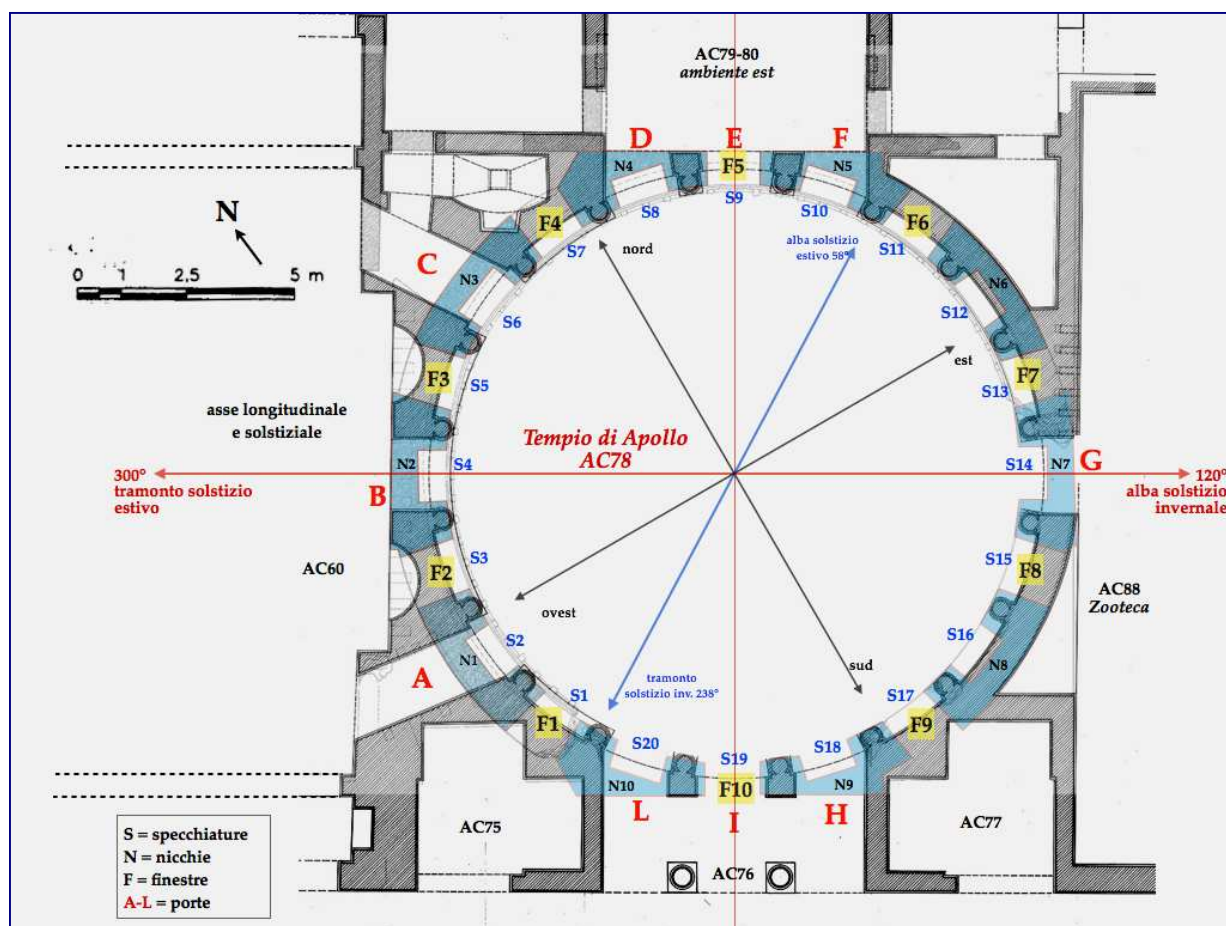 AC79-80
ambiente est
D
E
F
N4
F5
N5
S8
S9
S10
N
F4
F6
S7
S11
nord
alba solstizio
estivo 58°
C
N3
N6
0 1 2,5 5 m
S6
S12
est
F3
S5
F7
S13
asse longitudinale
e solstiziale
Tempio di Apollo
AC78
N2
S4
S14
N7
G
300°
tramonto solstizio
estivo
B
120°
alba solstizio
invernale
AC60
F2
S3
S15
F8
AC88
Zooteca
ovest
S2
S16
N1
N8
A
sud
tramonto
solstizio inv. 238°
S1
S17
F1
F9
S20
S19
S18
N10
F10
N9
L
I
H
AC75
AC77
AC76
S = specchiature
N = nicchie
F = finestre
A-L = porte